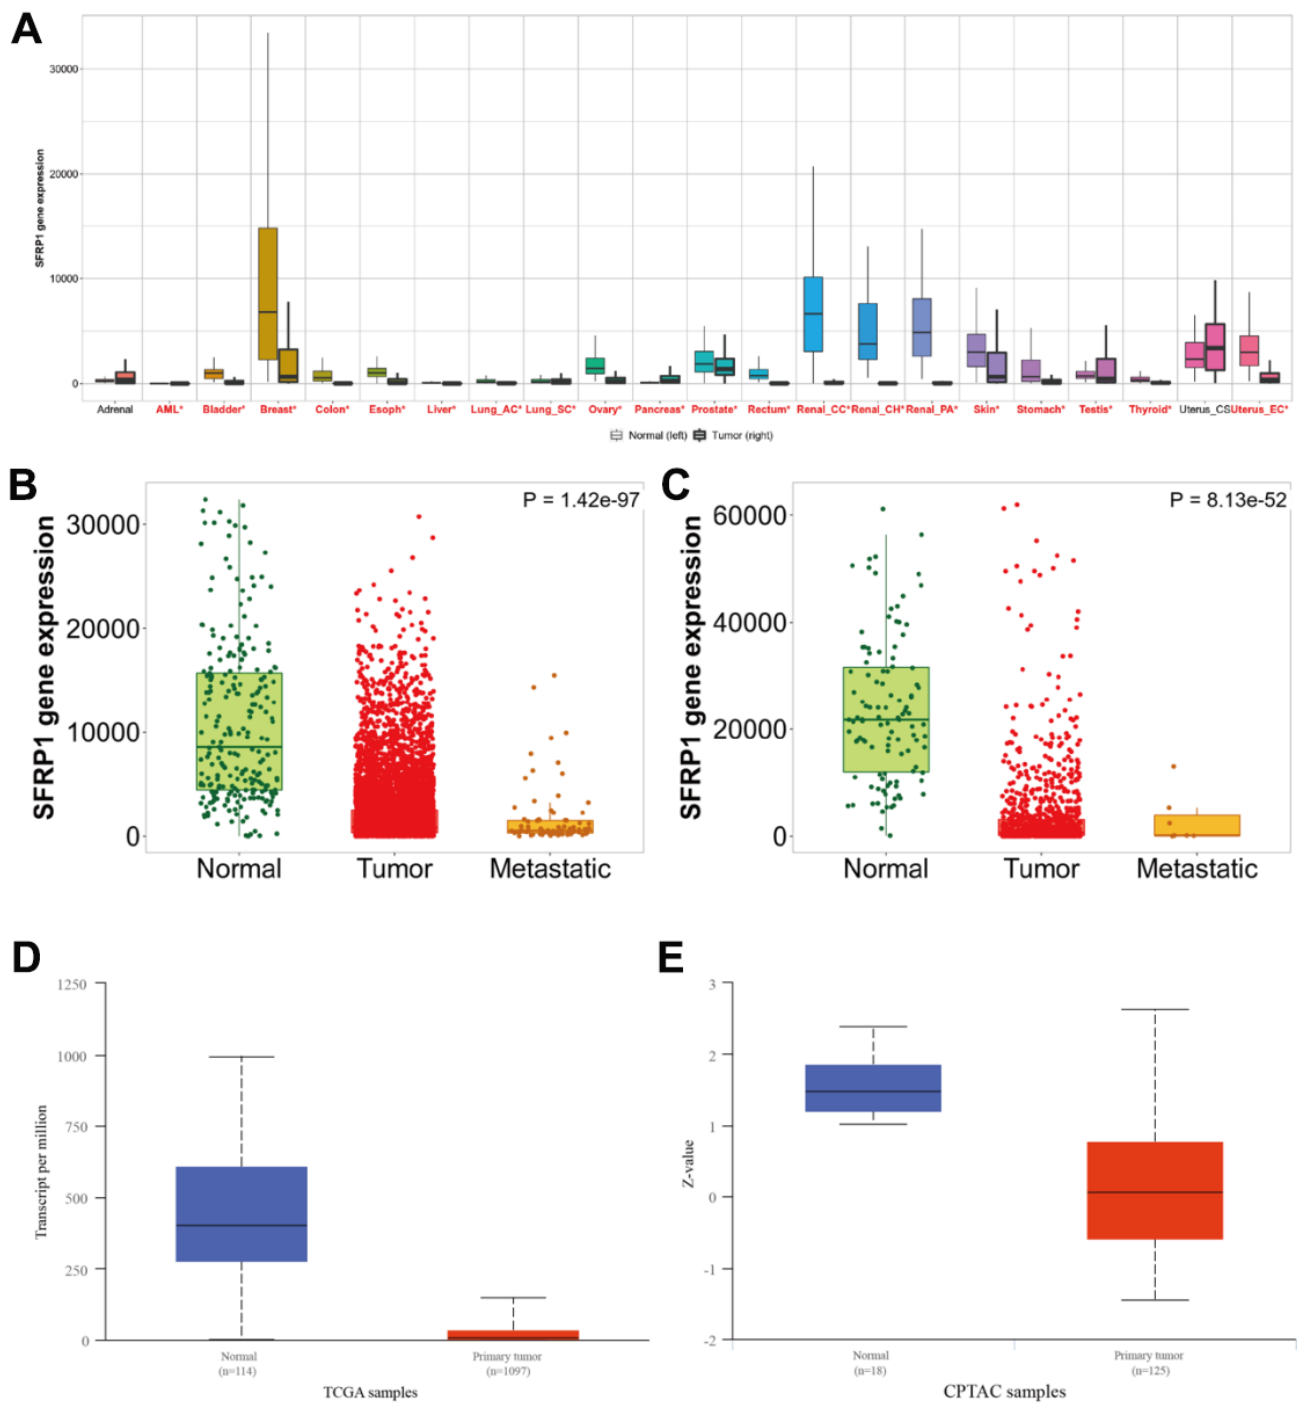 A
SFRP1 gene expression
30000
20000
10000
0
Adrenal AML* Bladder* Breast* Colon* Esoph* Liver* Lung_AC* Lung_SC* Ovary* Pancreas* Prostate* Rectum* Renal_CC* Renal_CH* Renal_PA* Skin* Stomach* Testis* Thyroid* Uterus_CS Uterus_EC*
Normal (left) Tumor (right)
B
P = 1.42e-97
SFRP1 gene expression
30000
20000
10000
0
Normal Tumor Metastatic
C
P = 8.13e-52
SFRP1 gene expression
60000
40000
20000
0
Normal Tumor Metastatic
D
Transcript per million
1250
1000
750
500
250
0
Normal Primary tumor
(n=114) (n=1097)
TCGA samples
E
Z-value
3
2
1
0
-1
-2
Normal Primary tumor
(n=18) (n=125)
CPTAC samples